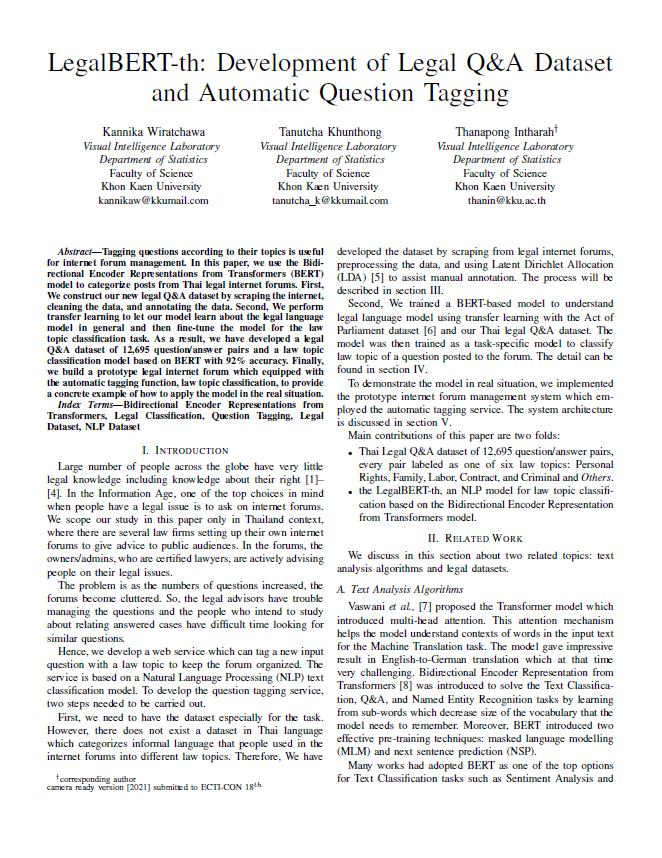 LegalBERT-th: Development of Legal Q&A Dataset
and Automatic Question Tagging
Kannika Wiratchawa
Visual Intelligence Laboratory
Department of Statistics
Faculty of Science
Khon Kaen University
kannikaw@kkumail.com
Tanutcha Khunthong
Visual Intelligence Laboratory
Department of Statistics
Faculty of Science
Khon Kaen University
tanutcha_k@kkumail.com
Thanapong Intharah†
Visual Intelligence Laboratory
Department of Statistics
Faculty of Science
Khon Kaen University
thanin@kku.ac.th
Abstract—Tagging questions according to their topics is useful
for internet forum management. In this paper, we use the Bidi-
rectional Encoder Representations from Transformers (BERT)
model to categorize posts from Thai legal internet forums. First,
We construct our new legal Q&A dataset by scraping the internet,
cleaning the data, and annotating the data. Second, We perform
transfer learning to let our model learn about the legal language
model in general and then fine-tune the model for the law
topic classification task. As a result, we have developed a legal
Q&A dataset of 12,695 question/answer pairs and a law topic
classification model based on BERT with 92% accuracy. Finally,
we build a prototype legal internet forum which equipped with
the automatic tagging function, law topic classification, to provide
a concrete example of how to apply the model in the real situation.
Index Terms—Bidirectional Encoder Representations from
Transformers, Legal Classification, Question Tagging, Legal
Dataset, NLP Dataset
I. INTRODUCTION
Large number of people across the globe have very little
legal knowledge including knowledge about their right [1]–
[4]. In the Information Age, one of the top choices in mind
when people have a legal issue is to ask on internet forums.
We scope our study in this paper only in Thailand context,
where there are several law firms setting up their own internet
forums to give advice to public audiences. In the forums, the
owners/admins, who are certified lawyers, are actively advising
people on their legal issues.
The problem is as the numbers of questions increased, the
forums become cluttered. So, the legal advisors have trouble
managing the questions and the people who intend to study
about relating answered cases have difficult time looking for
similar questions.
Hence, we develop a web service which can tag a new input
question with a law topic to keep the forum organized. The
service is based on a Natural Language Processing (NLP) text
classification model. To develop the question tagging service,
two steps needed to be carried out.
First, we need to have the dataset especially for the task.
However, there does not exist a dataset in Thai language
which categorizes informal language that people used in the
internet forums into different law topics. Therefore, We have
†corresponding author
camera ready version [2021] submitted to ECTI-CON 18th
developed the dataset by scraping from legal internet forums,
preprocessing the data, and using Latent Dirichlet Allocation
(LDA) [5] to assist manual annotation. The process will be
described in section III.
Second, We trained a BERT-based model to understand
legal language model using transfer learning with the Act of
Parliament dataset [6] and our Thai legal Q&A dataset. The
model was then trained as a task-specific model to classify
law topic of a question posted to the forum. The detail can be
found in section IV.
To demonstrate the model in real situation, we implemented
the prototype internet forum management system which em-
ployed the automatic tagging service. The system architecture
is discussed in section V.
Main contributions of this paper are two folds:
• Thai Legal Q&A dataset of 12,695 question/answer pairs,
every pair labeled as one of six law topics: Personal
Rights, Family, Labor, Contract, and Criminal and Others.
• the LegalBERT-th, an NLP model for law topic classifi-
cation based on the Bidirectional Encoder Representation
from Transformers model.
II. RELATED WORK
We discuss in this section about two related topics: text
analysis algorithms and legal datasets.
A. Text Analysis Algorithms
Vaswani et al., [7] proposed the Transformer model which
introduced multi-head attention. This attention mechanism
helps the model understand contexts of words in the input text
for the Machine Translation task. The model gave impressive
result in English-to-German translation which at that time
very challenging. Bidirectional Encoder Representation from
Transformers [8] was introduced to solve the Text Classifica-
tion, Q&A, and Named Entity Recognition tasks by learning
from sub-words which decrease size of the vocabulary that the
model needs to remember. Moreover, BERT introduced two
effective pre-training techniques: masked language modelling
(MLM) and next sentence prediction (NSP).
Many works had adopted BERT as one of the top options
for Text Classification tasks such as Sentiment Analysis and